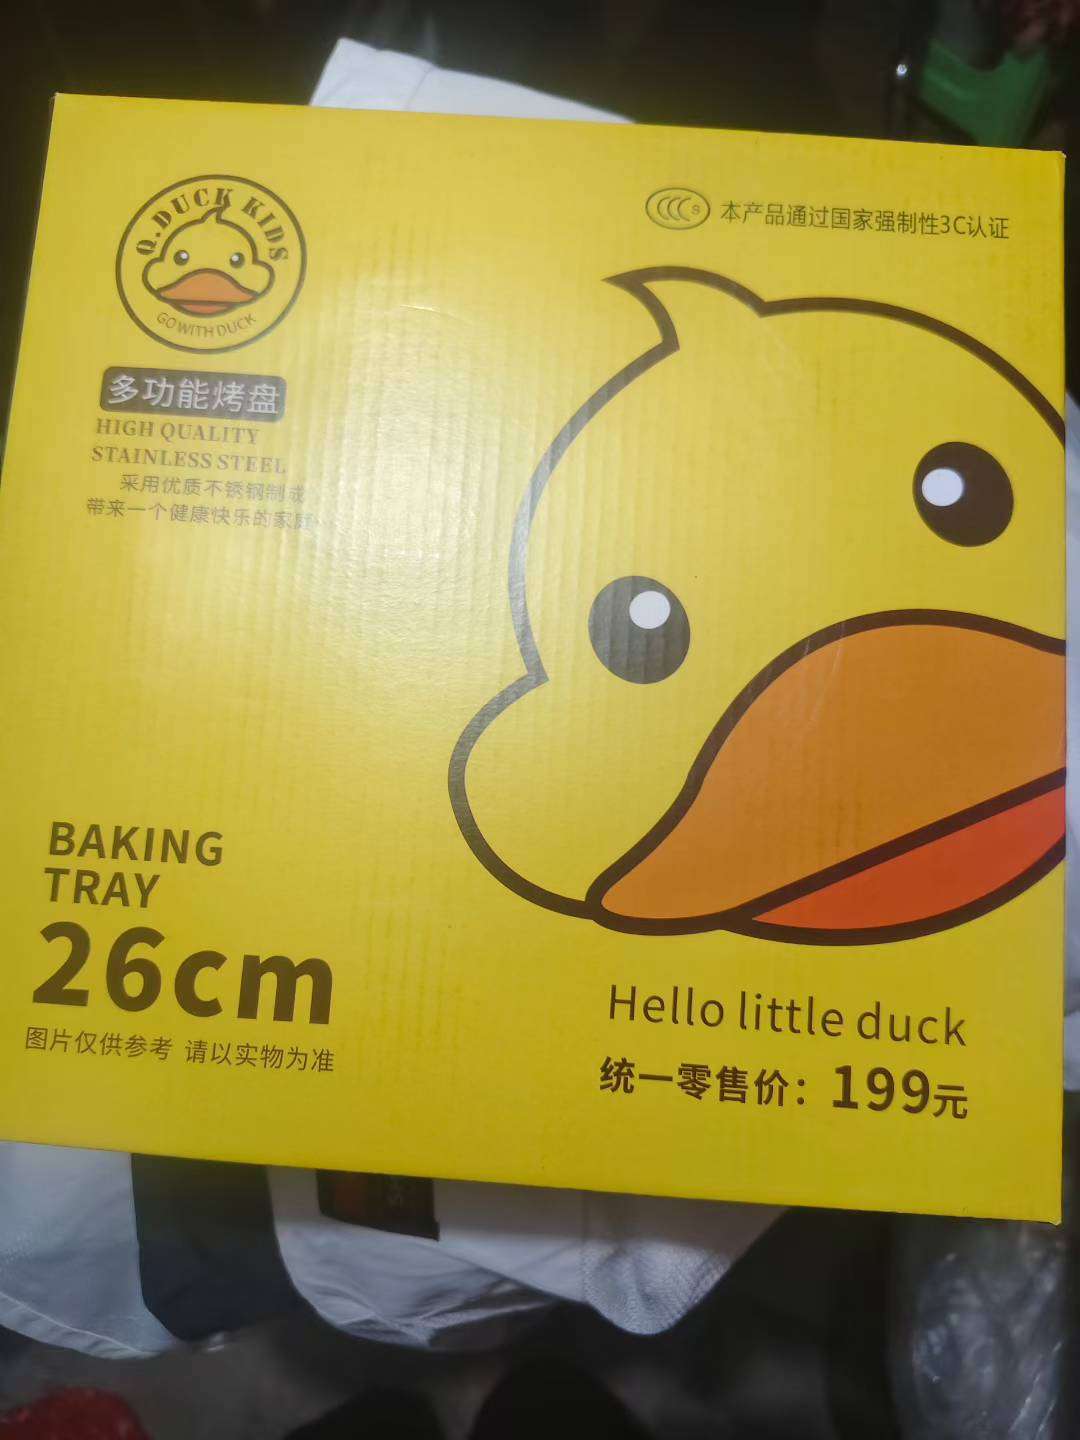 Q.DUCK KIDS
GO WITH DUCK
CCC S
本产品通过国家强制性3C认证
多功能烤盘
HIGH QUALITY
STAINLESS STEEL
采用优质不锈钢制成
带来一个健康快乐的家庭
BAKING
TRAY
26cm
图片仅供参考 请以实物为准
Hello little duck
统一零售价：199元